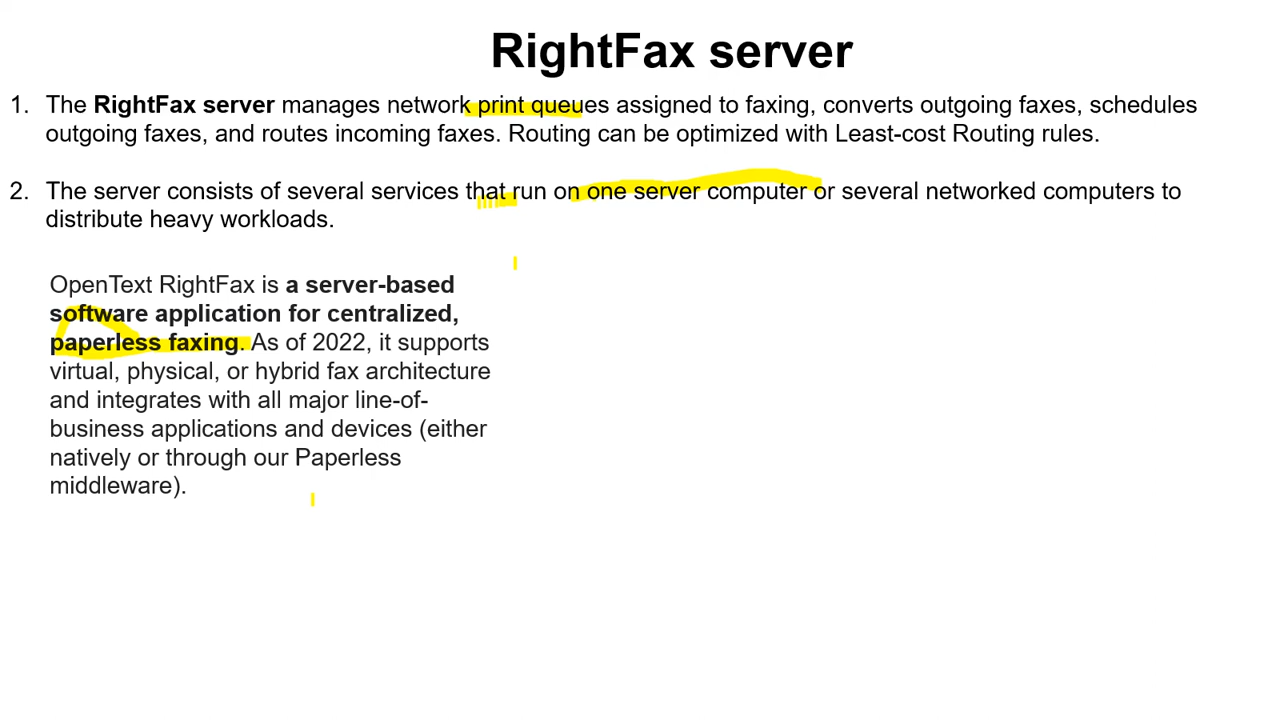 RightFax server
1. The RightFax server manages network print queues assigned to faxing, converts outgoing faxes, schedules
outgoing faxes, and routes incoming faxes. Routing can be optimized with Least-cost Routing rules.
2. The server consists of several services that run on one server computer or several networked computers to
distribute heavy workloads.
OpenText RightFax is a server-based
software application for centralized,
paperless faxing. As of 2022, it supports
virtual, physical, or hybrid fax architecture
and integrates with all major line-of-
business applications and devices (either
natively or through our Paperless
middleware).